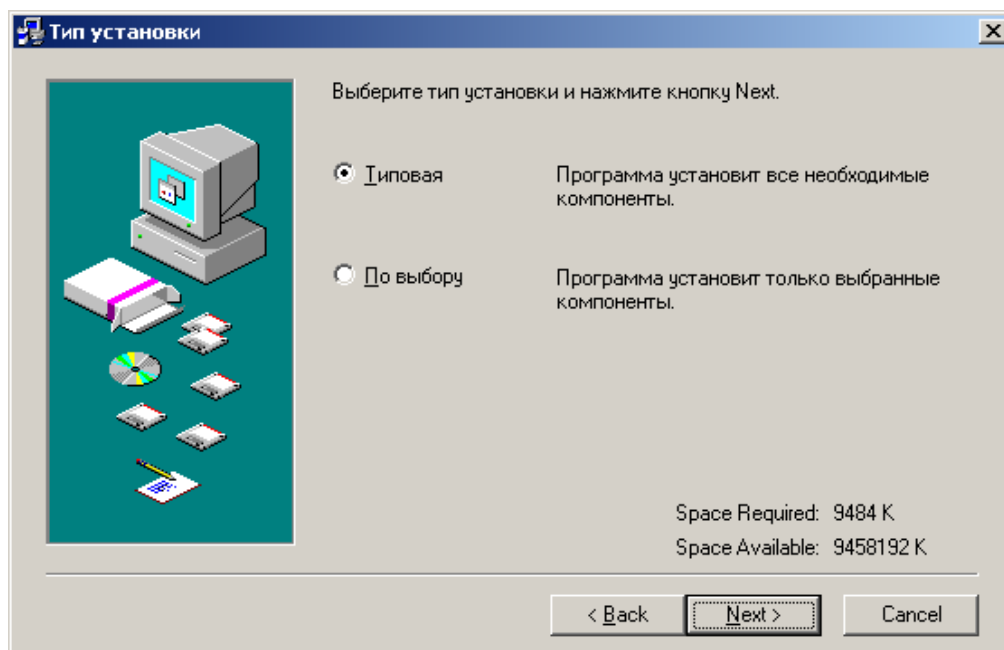 Тип установки
Выберите тип установки и нажмите кнопку Next.
Типовая
Программа установит все необходимые
компоненты.
По выбору
Программа установит только выбранные
компоненты.
Space Required: 9484 K
Space Available: 9458192 K
< Back
Next >
Cancel